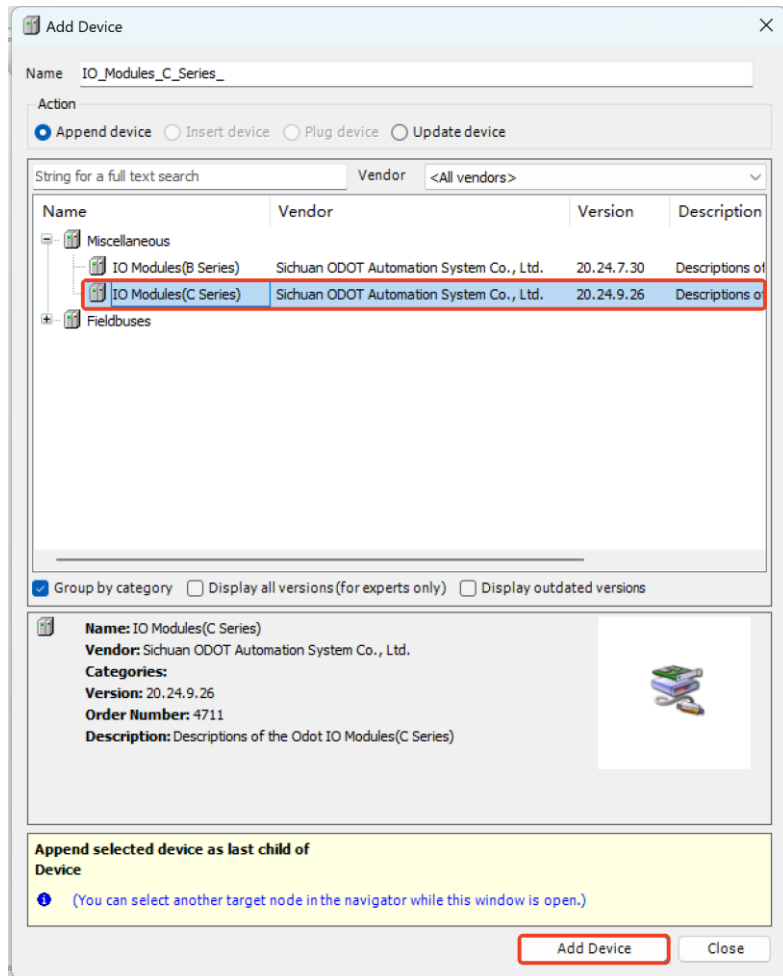 Add Device
Name IO_Modules_C_Series_
Action
Append device Insert device Plug device Update device
String for a full text search Vendor <All vendors>
Name Vendor Version Description
Miscellaneous
IO Modules(B Series) Sichuan ODOT Automation System Co., Ltd. 20.24.7.30 Descriptions of
IO Modules(C Series) Sichuan ODOT Automation System Co., Ltd. 20.24.9.26 Descriptions of
Fieldbuses
Group by category Display all versions(for experts only) Display outdated versions
Name: IO Modules(C Series)
Vendor: Sichuan ODOT Automation System Co., Ltd.
Categories:
Version: 20.24.9.26
Order Number: 4711
Description: Descriptions of the Odot IO Modules(C Series)
Append selected device as last child of
Device
(You can select another target node in the navigator while this window is open.)
Add Device Close